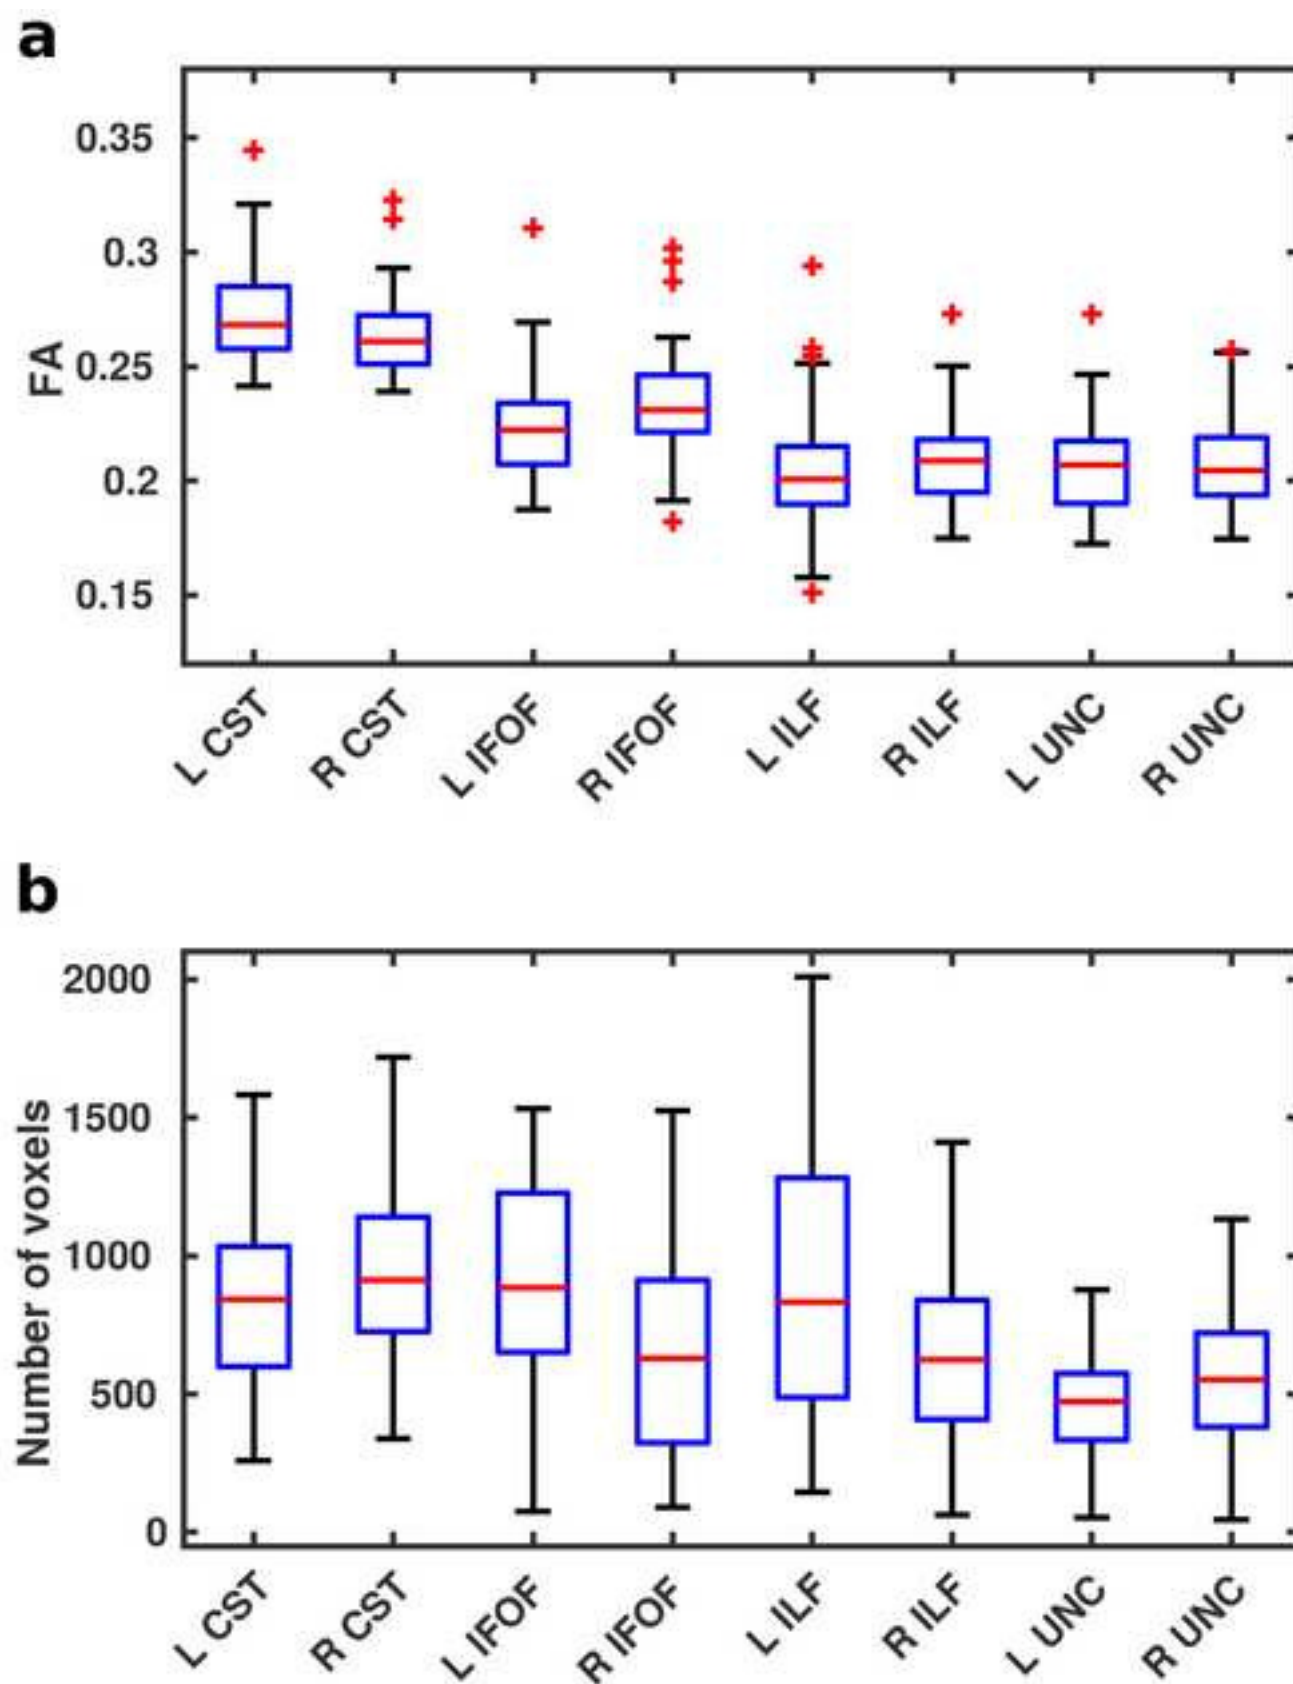 a
0.35
0.3
0.25
0.2
0.15
FA
L CST
R CST
L IFOF
R IFOF
L ILF
R ILF
L UNC
R UNC
b
2000
1500
1000
500
0
Number of voxels
L CST
R CST
L IFOF
R IFOF
L ILF
R ILF
L UNC
R UNC